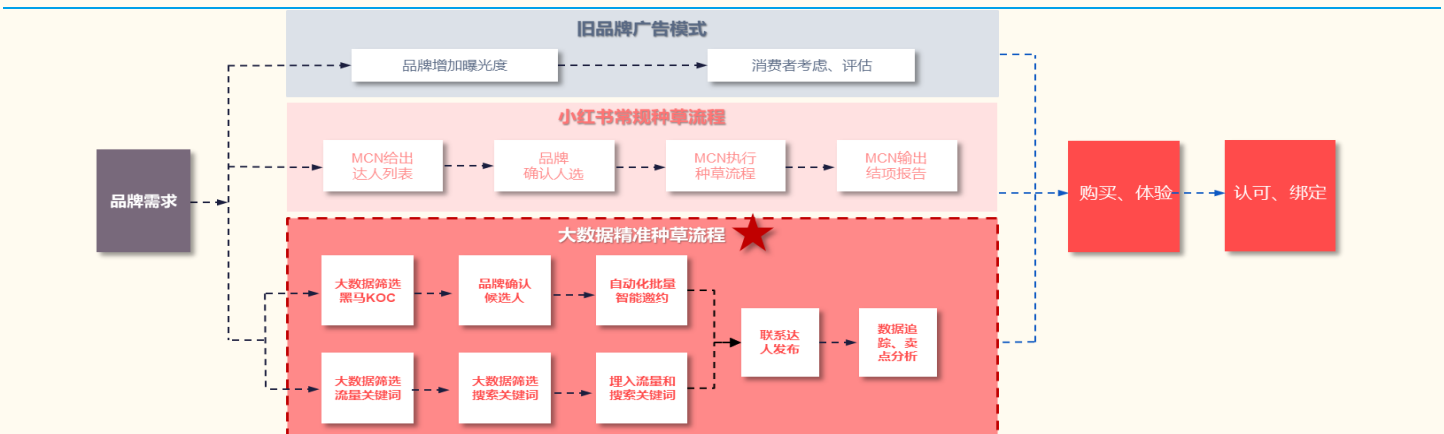 旧品牌广告模式
品牌增加曝光度
消费者考虑、评估
小红书常规种草流程
MCN给出
达人列表
品牌
确认人选
MCN执行
种草流程
MCN输出
结项报告
品牌需求
购买、体验
认可、绑定
大数据精准种草流程
大数据筛选
黑马KOC
品牌确认
候选人
自动化批量
智能邀约
联系达
人发布
数据追
踪、卖
点分析
大数据筛选
流量关键词
大数据筛选
搜索关键词
埋入流量和
搜索关键词